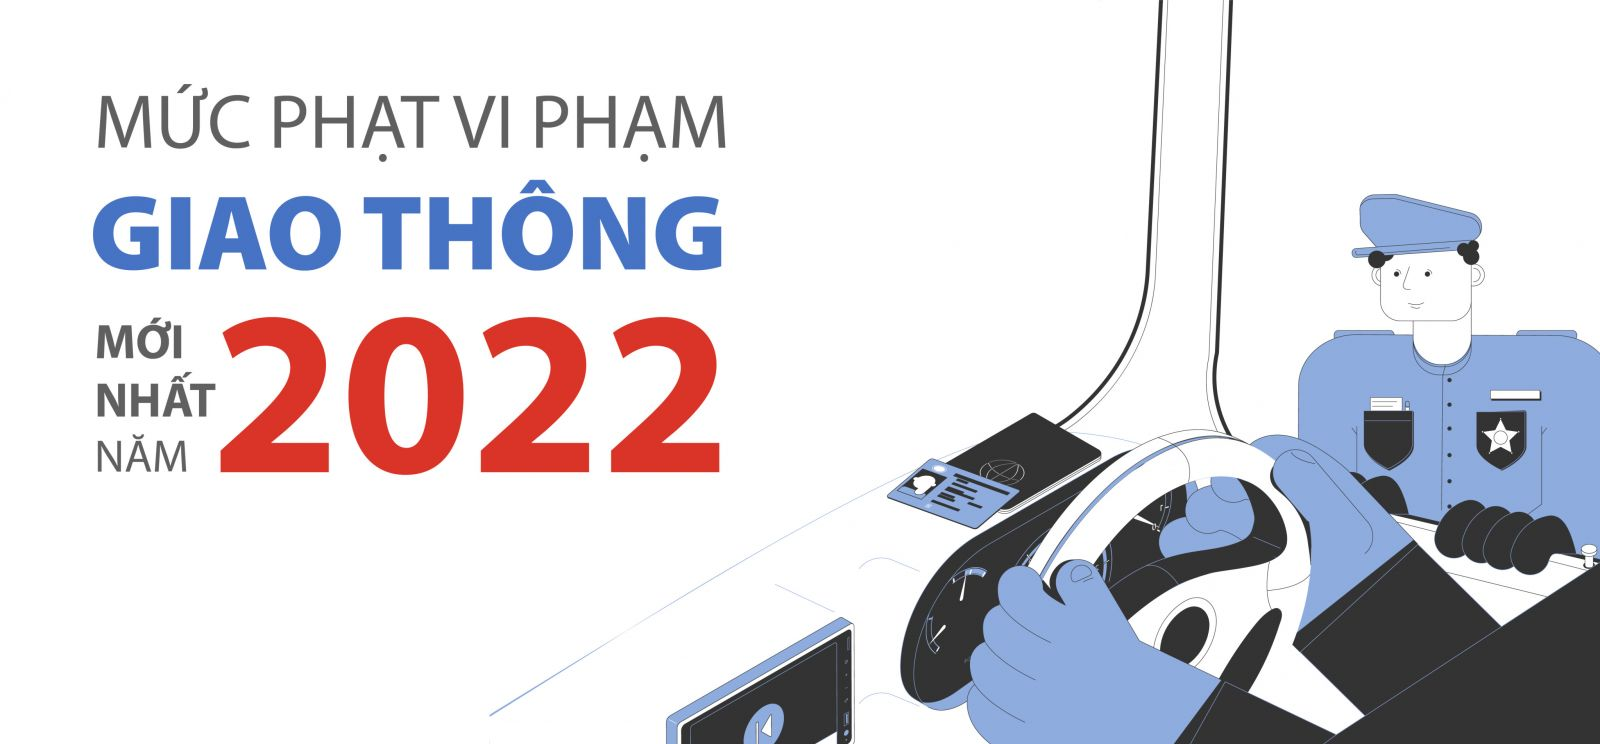 MỨC PHẠT VI PHẠM
GIAO THÔNG
MỚI
NHẤT
NĂM
2022